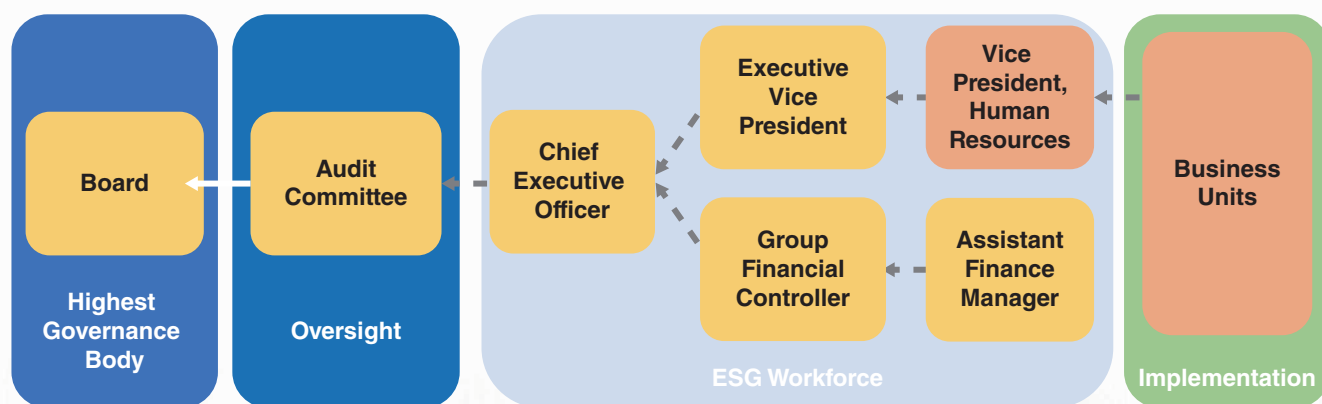 Board
Highest
Governance
Body
Audit
Committee
Oversight
Chief
Executive
Officer
Executive
Vice
President
Vice
President,
Human
Resources
Group
Financial
Controller
Assistant
Finance
Manager
ESG Workforce
Business
Units
Implementation